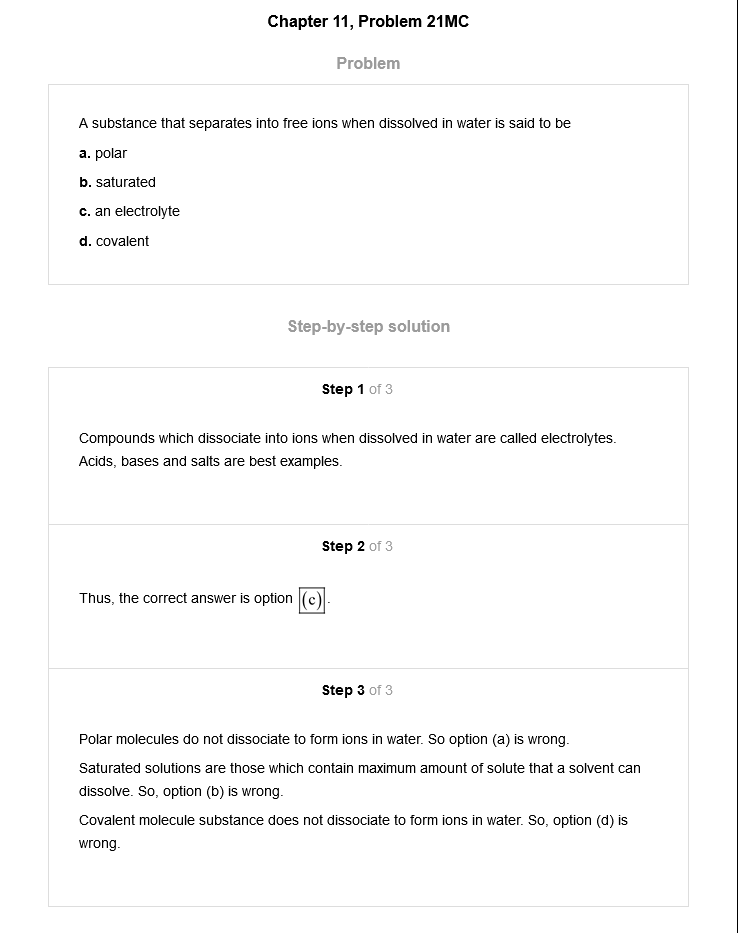 Chapter 11, Problem 21MC
Problem
A substance that separates into free ions when dissolved in water is said to be
a. polar
b. saturated
c. an electrolyte
d. covalent
Step-by-step solution
Step 1 of 3
Compounds which dissociate into ions when dissolved in water are called electrolytes.
Acids, bases and salts are best examples.
Step 2 of 3
Thus, the correct answer is option (c).
Step 3 of 3
Polar molecules do not dissociate to form ions in water. So option (a) is wrong.
Saturated solutions are those which contain maximum amount of solute that a solvent can
dissolve. So, option (b) is wrong.
Covalent molecule substance does not dissociate to form ions in water. So, option (d) is
wrong.